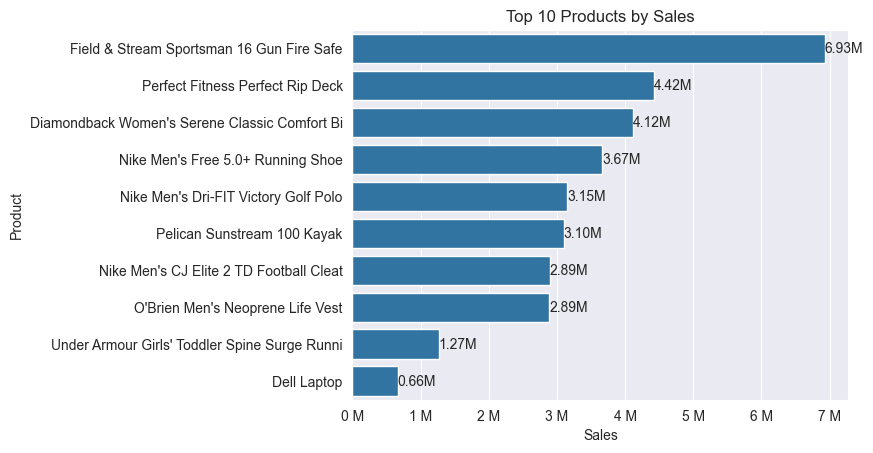 Top 10 Products by Sales
Field & Stream Sportsman 16 Gun Fire Safe
6.93M
Perfect Fitness Perfect Rip Deck
4.42M
Diamondback Women's Serene Classic Comfort Bi
4.12M
Nike Men's Free 5.0+ Running Shoe
3.67M
Nike Men's Dri-FIT Victory Golf Polo
3.15M
Pelican Sunstream 100 Kayak
3.10M
Nike Men's CJ Elite 2 TD Football Cleat
2.89M
O'Brien Men's Neoprene Life Vest
2.89M
Under Armour Girls' Toddler Spine Surge Runni
1.27M
Dell Laptop
0.66M
Product
0 M 1 M 2 M 3 M 4 M 5 M 6 M 7 M
Sales